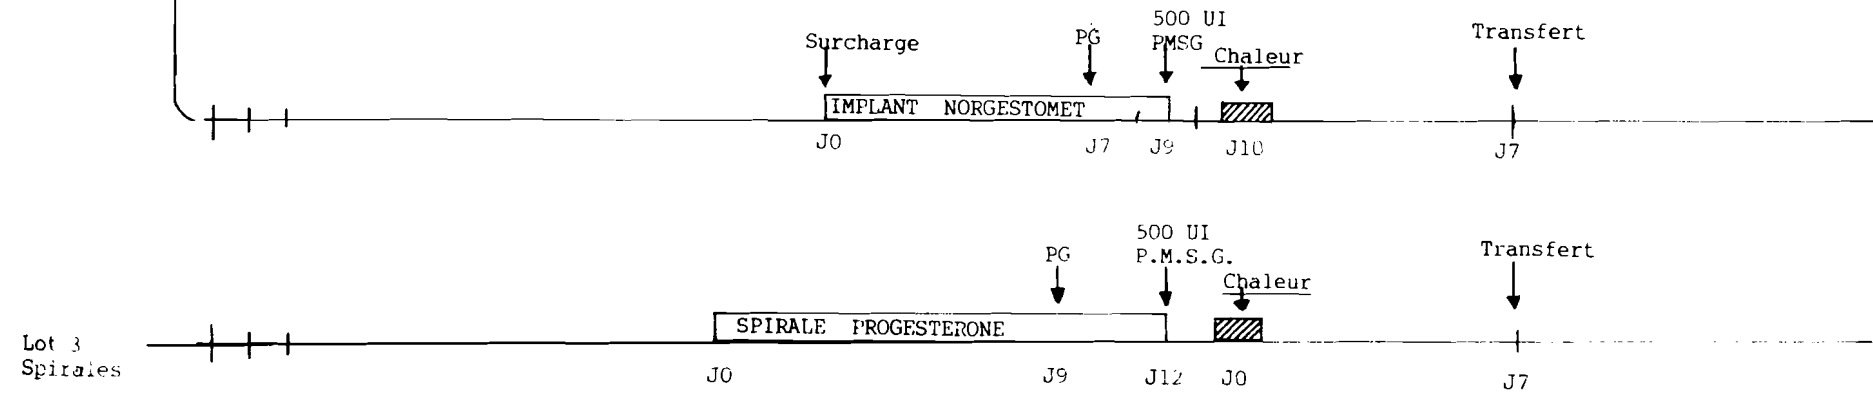 500 UI
Surcharge PG PMSG Transfert
Chaleur
IMPLANT NORGESTOMET
J0 J7 J9 J10 J7
500 UI
PG P.M.S.G. Transfert
Chaleur
SPIRALE PROGESTERONE
Lot 3
Spirales
J0 J9 J12 J0 J7